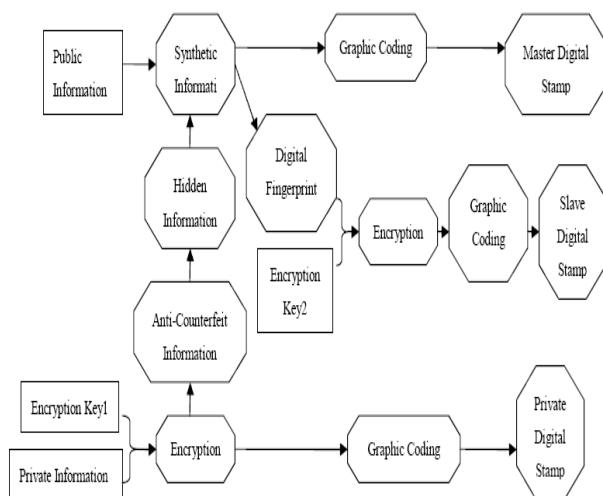 Public
Information
Synthetic
Informati
Graphic Coding
Master Digital
Stamp
Digital
Fingerprint
Hidden
Information
Encryption
Graphic
Coding
Slave
Digital
Stamp
Encryption
Key2
Anti-Counterfeit
Information
Encryption Key1
Private Information
Encryption
Graphic Coding
Private
Digital
Stamp